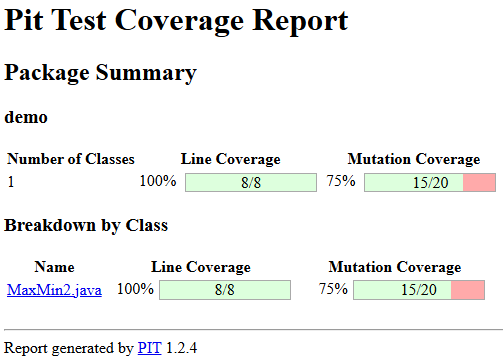 Pit Test Coverage Report
Package Summary
demo
Number of Classes Line Coverage Mutation Coverage
1 100% 8/8 75% 15/20
Breakdown by Class
Name Line Coverage Mutation Coverage
MaxMin2.java 100% 8/8 75% 15/20
Report generated by PIT 1.2.4